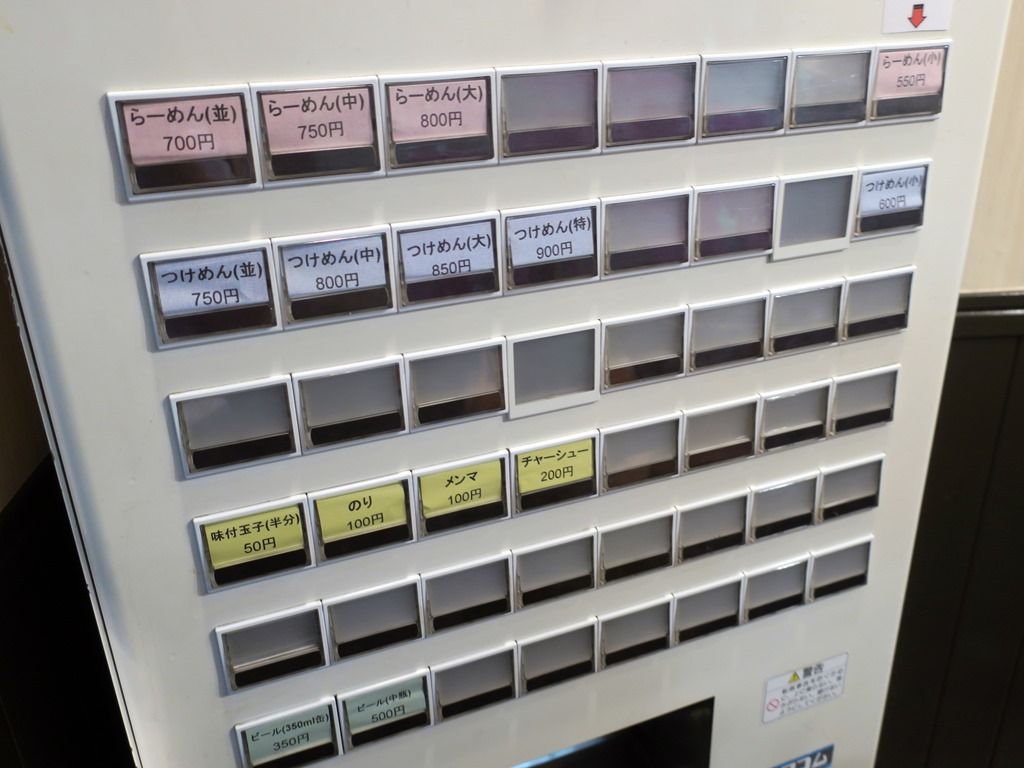 らーめん(並)
700円
らーめん(中)
750円
らーめん(大)
800円
らーめん(小)
550円
つけめん(並)
750円
つけめん(中)
800円
つけめん(大)
850円
つけめん(特)
900円
つけめん(小)
600円
味付玉子(半分)
50円
のり
100円
メンマ
100円
チャーシュー
200円
ビール(350ml缶)
350円
ビール(中瓶)
500円
警告